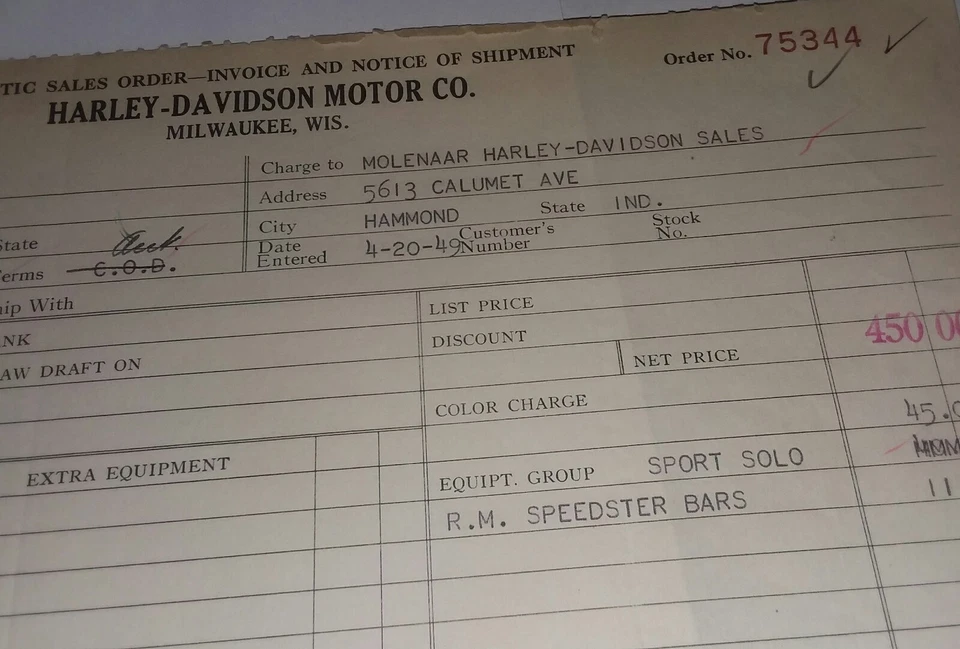 TIC SALES ORDER—INVOICE AND NOTICE OF SHIPMENT
Order No. 75344
HARLEY-DAVIDSON MOTOR CO.
MILWAUKEE, WIS.
Charge to MOLENAAR HARLEY-DAVIDSON SALES
Address 5613 CALUMET AVE
City HAMMOND State IND.
Date Entered 4-20-49 Customer's Number Stock No.
State
erms C.O.D.
hip With
NK
AW DRAFT ON
LIST PRICE
DISCOUNT 450 00
NET PRICE
COLOR CHARGE
45.0
EXTRA EQUIPMENT
EQUIPT. GROUP SPORT SOLO
R.M. SPEEDSTER BARS 11